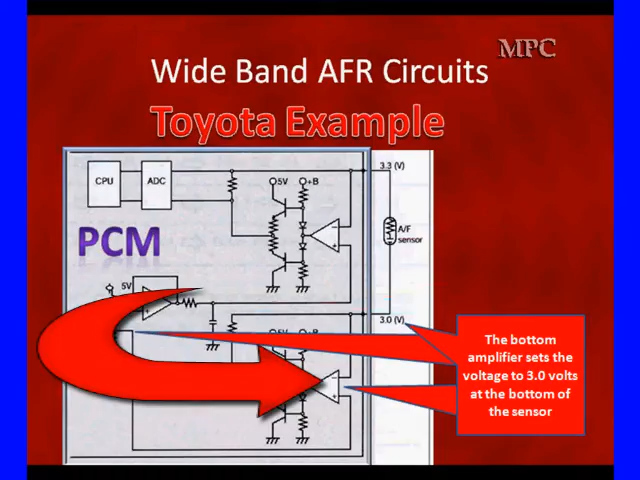 MPC
Wide Band AFR Circuits
Toyota Example
3.3 (V)
CPU
ADC
5V
+B
A/F
sensor
PCM
5V
3.0 (V)
5V
+B
The bottom
amplifier sets the
voltage to 3.0 volts
at the bottom of
the sensor